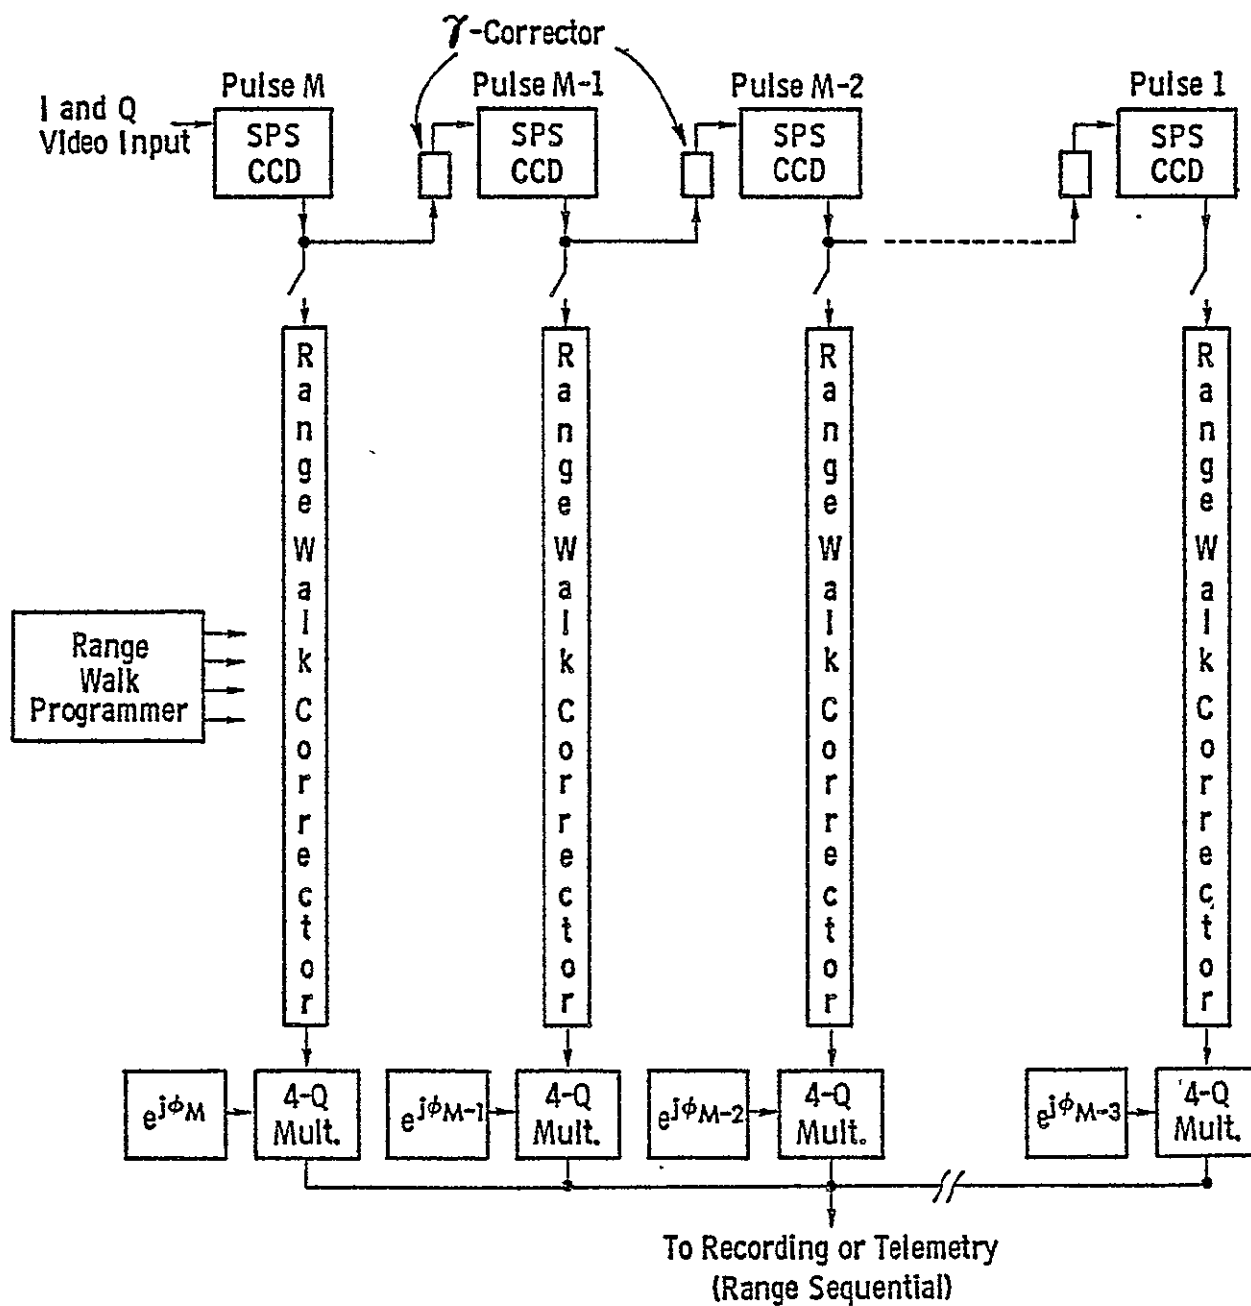 γ-Corrector
Pulse M
Pulse M-1
Pulse M-2
Pulse 1
I and Q
Video Input
SPS
CCD
SPS
CCD
SPS
CCD
SPS
CCD
Range Walk Corrector
Range Walk Corrector
Range Walk Corrector
Range Walk Corrector
Range
Walk
Programmer
e^jϕM
4-Q
Mult.
e^jϕM-1
4-Q
Mult.
e^jϕM-2
4-Q
Mult.
e^jϕM-3
4-Q
Mult.
To Recording or Telemetry
(Range Sequential)